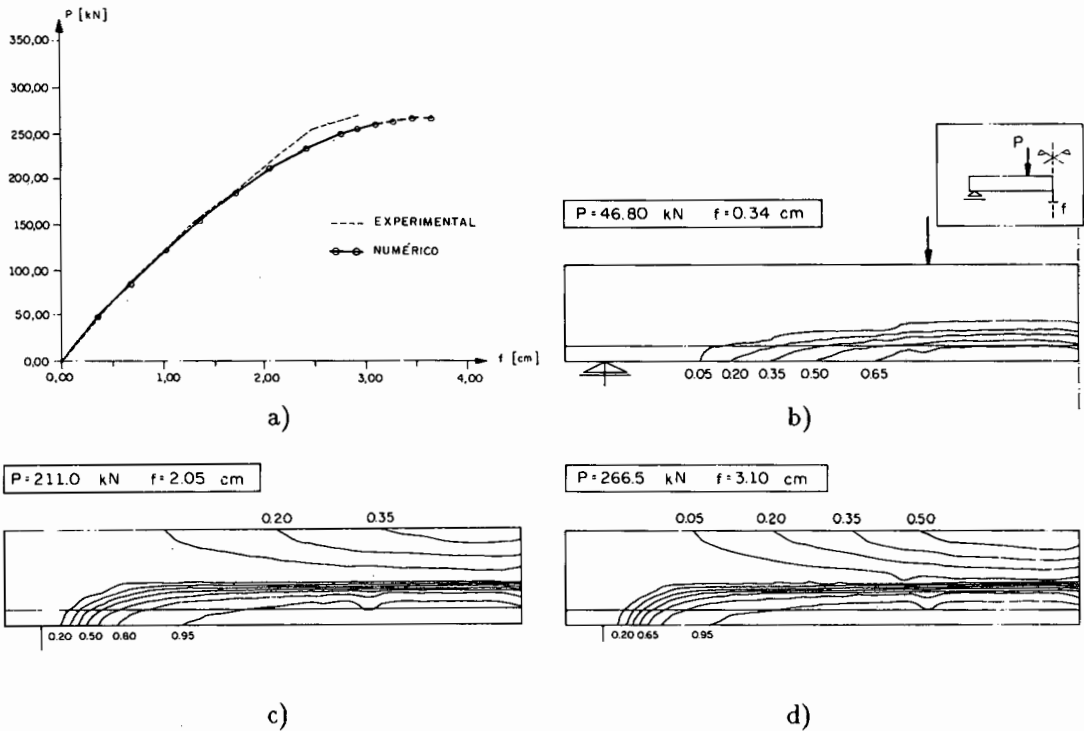 P [kN]
350,00
300,00
250,00
200,00
150,00
100,00
50,00
0,00
0,00
1,00
2,00
3,00
4,00
f [cm]
EXPERIMENTAL
NUMÉRICO
a)
P
f
P=46.80 kN f=0.34 cm
0.05 0.20 0.35 0.50 0.65
b)
P=211.0 kN f=2.05 cm
0.20 0.35
0.20 0.50 0.80 0.95
c)
P=266.5 kN f=3.10 cm
0.05 0.20 0.35 0.50
0.20 0.65 0.95
d)